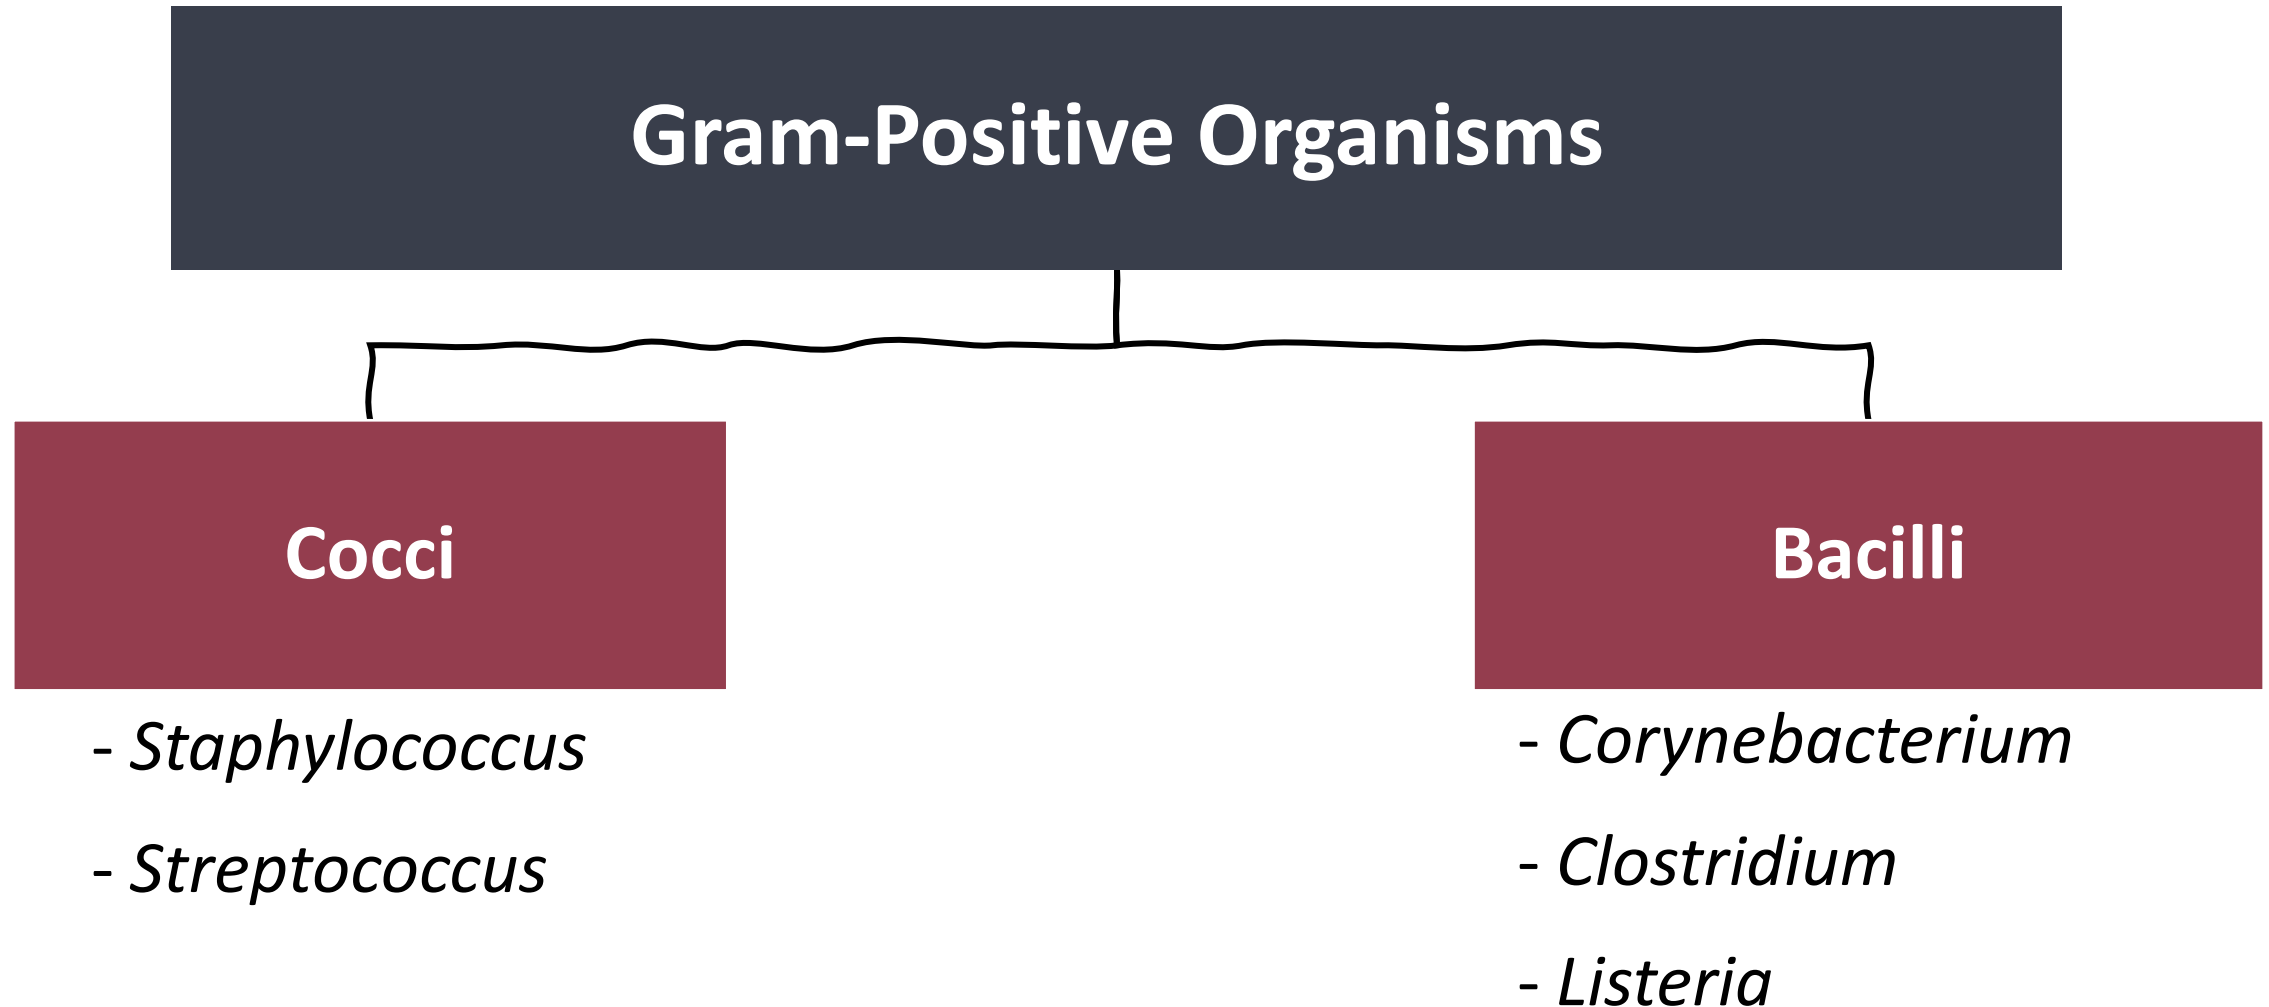 Gram-Positive Organisms
Cocci
- Staphylococcus
- Streptococcus
Bacilli
- Corynebacterium
- Clostridium
- Listeria